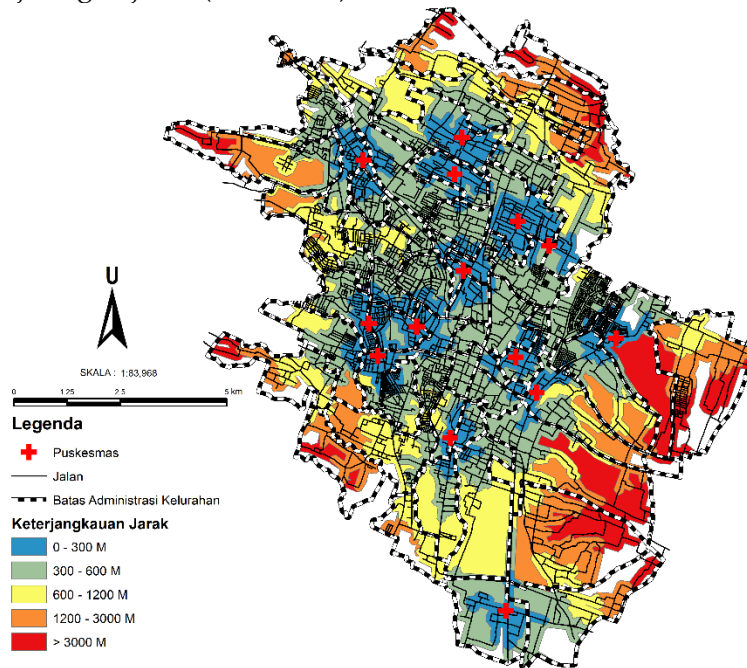 U
SKALA : 1:83,968
0 1.25 2.5 5 km
Legenda
Puskesmas
Jalan
Batas Administrasi Kelurahan
Keterjangkauan Jarak
0 - 300 M
300 - 600 M
600 - 1200 M
1200 - 3000 M
> 3000 M